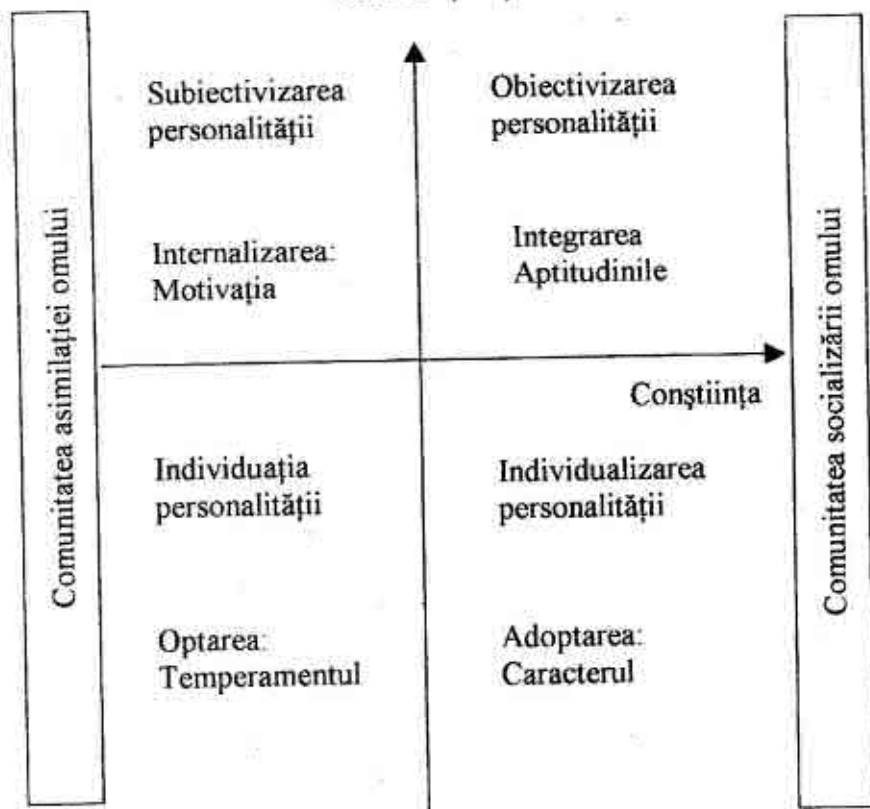 Subiectivizarea
personalității
Obiectivizarea
personalității
Internalizarea:
Motivația
Integrarea
Aptitudinile
Conştiința
Individuația
personalității
Individualizarea
personalității
Optarea:
Temperamentul
Adoptarea:
Caracterul
Comunitatea asimilației omului
Comunitatea socializării omului